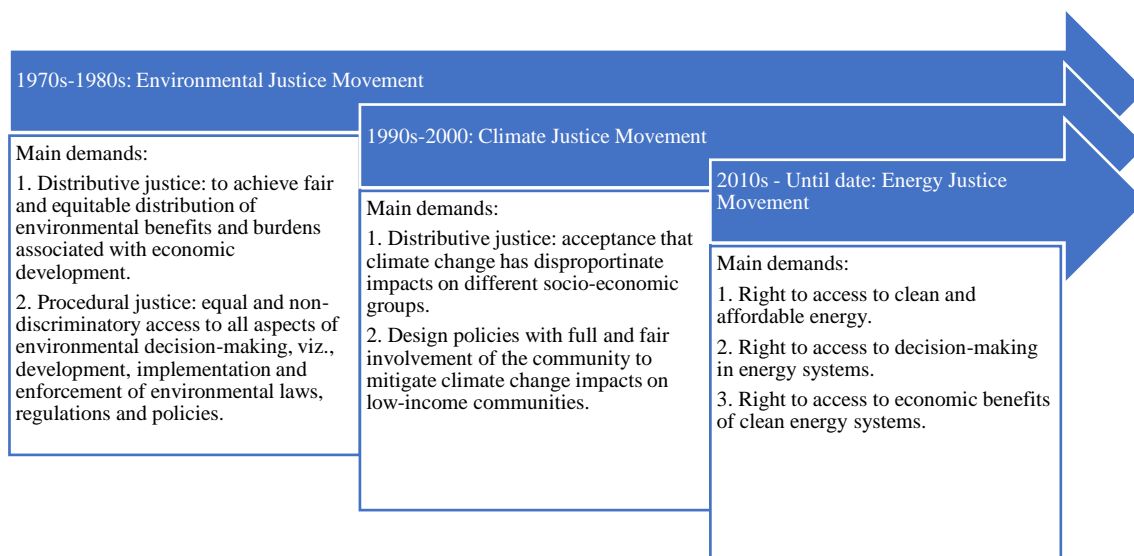 1970s-1980s: Environmental Justice Movement
Main demands:
1. Distributive justice: to achieve fair
and equitable distribution of
environmental benefits and burdens
associated with economic
development.
2. Procedural justice: equal and non-
discriminatory access to all aspects of
environmental decision-making, viz.,
development, implementation and
enforcement of environmental laws,
regulations and policies.
1990s-2000: Climate Justice Movement
Main demands:
1. Distributive justice: acceptance that
climate change has disproportinate
impacts on different socio-economic
groups.
2. Design policies with full and fair
involvement of the community to
mitigate climate change impacts on
low-income communities.
2010s - Until date: Energy Justice
Movement
Main demands:
1. Right to access to clean and
affordable energy.
2. Right to access to decision-making
in energy systems.
3. Right to access to economic benefits
of clean energy systems.